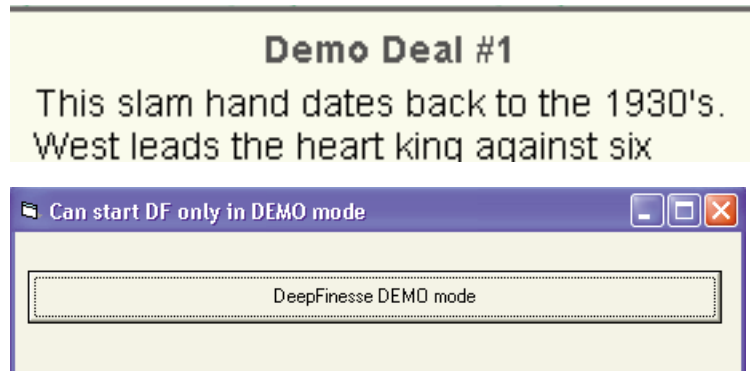 Demo Deal #1
This slam hand dates back to the 1930's.
West leads the heart king against six
Can start DF only in DEMO mode
DeepFinesse DEMO mode